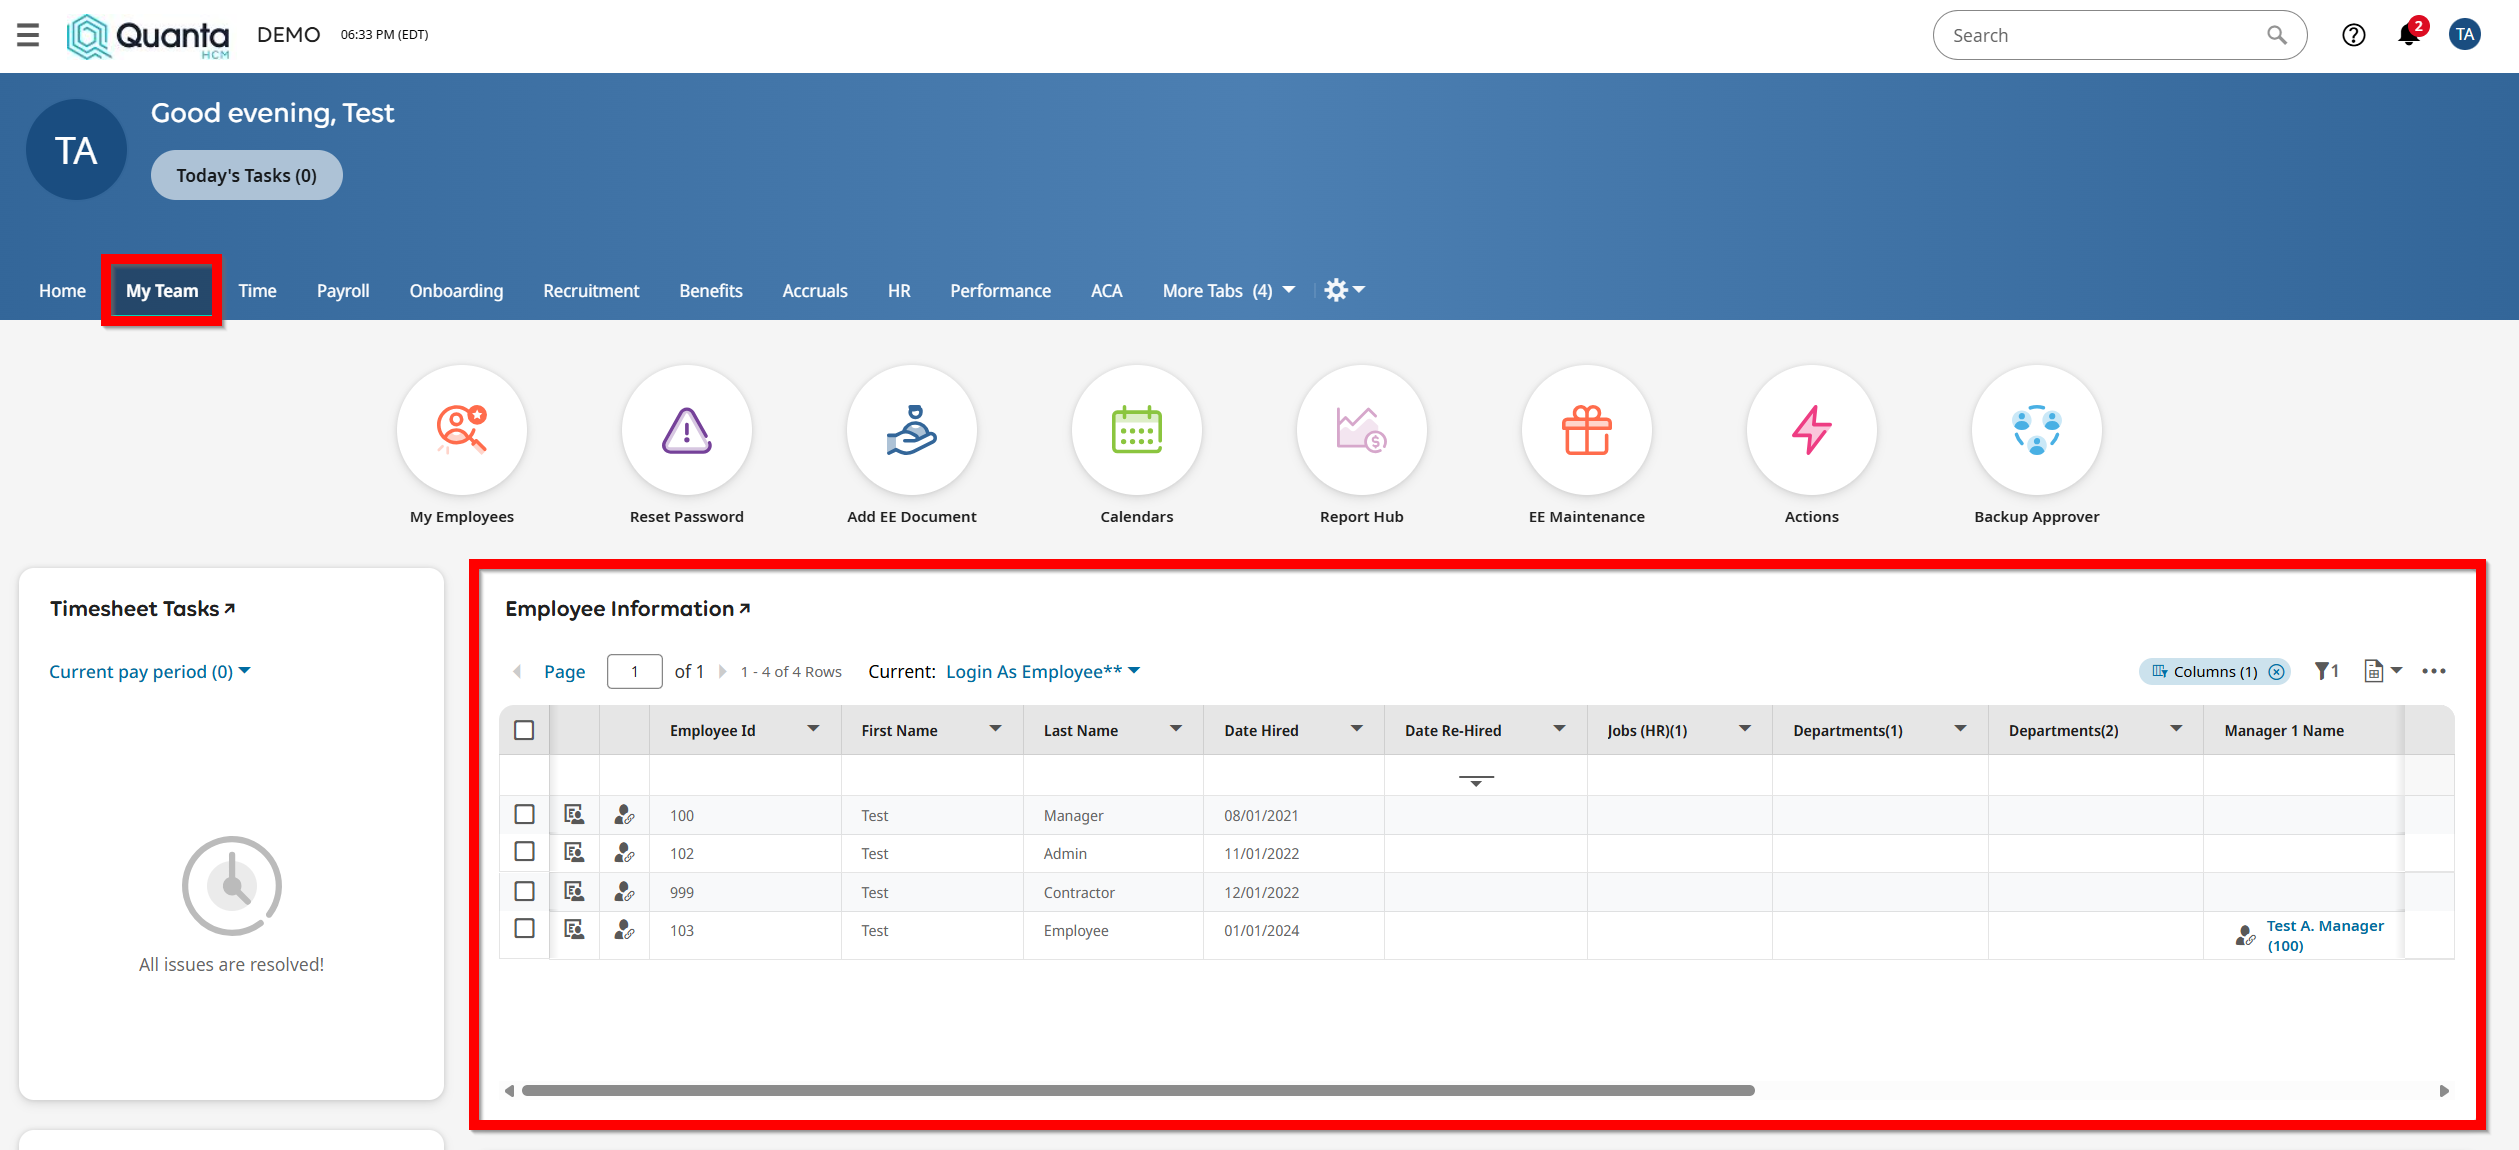 Quanta HCM DEMO 06:33 PM (EDT) Search 2 TA
TA Good evening, Test
Today's Tasks (0)
Home My Team Time Payroll Onboarding Recruitment Benefits Accruals HR Performance ACA More Tabs (4)
My Employees Reset Password Add EE Document Calendars Report Hub EE Maintenance Actions Backup Approver
Timesheet Tasks
Current pay period (0)
All issues are resolved!
Employee Information
Page 1 of 1 1 - 4 of 4 Rows Current: Login As Employee** Columns (1) 1
Employee Id First Name Last Name Date Hired Date Re-Hired Jobs (HR)(1) Departments(1) Departments(2) Manager 1 Name
100 Test Manager 08/01/2021
102 Test Admin 11/01/2022
999 Test Contractor 12/01/2022
103 Test Employee 01/01/2024 Test A. Manager
(100)